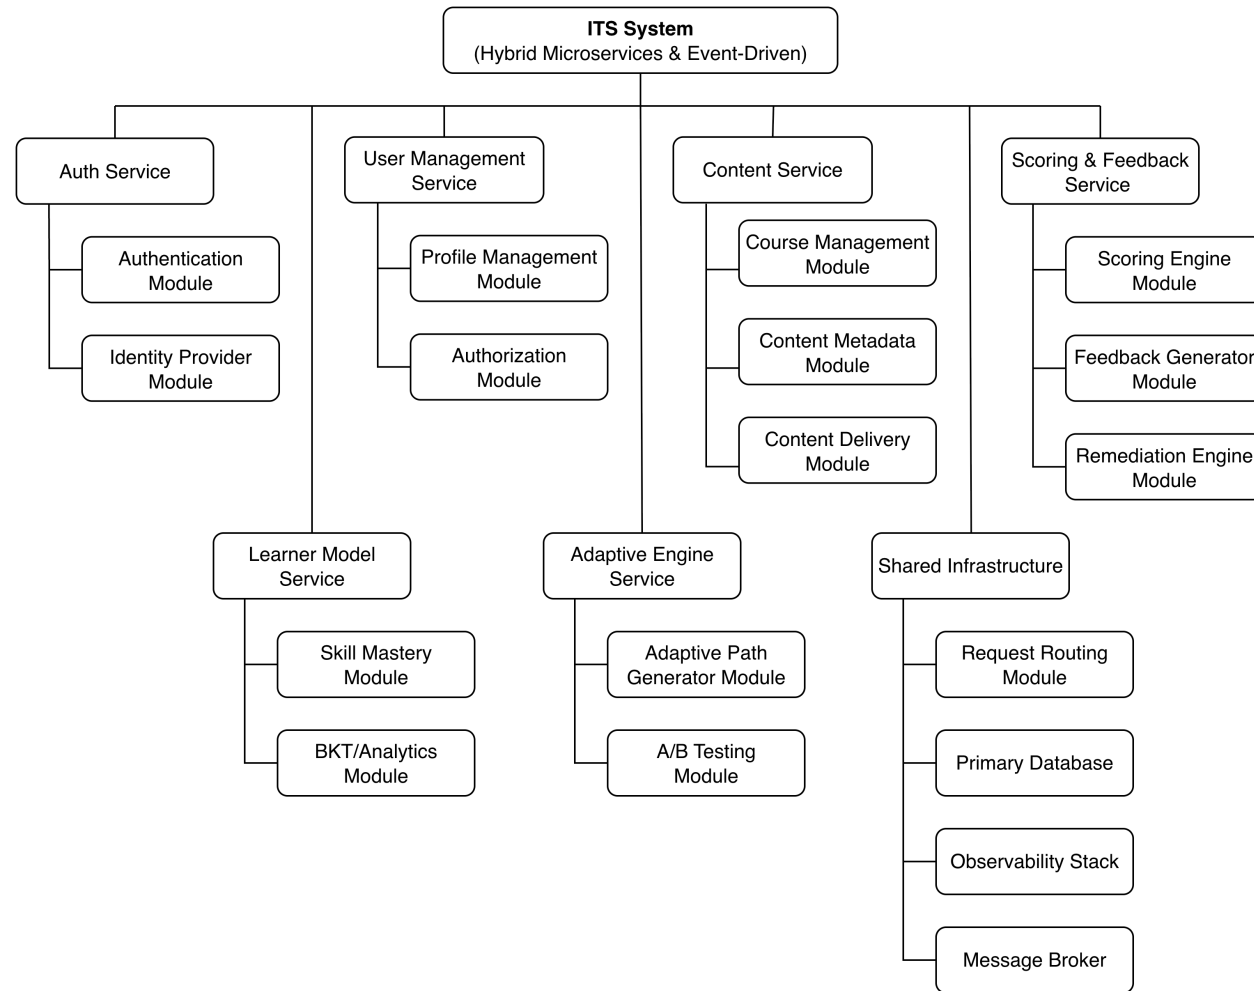 ITS System
(Hybrid Microservices & Event-Driven)
Auth Service
Authentication
Module
Identity Provider
Module
User Management
Service
Profile Management
Module
Authorization
Module
Content Service
Course Management
Module
Content Metadata
Module
Content Delivery
Module
Scoring & Feedback
Service
Scoring Engine
Module
Feedback Generator
Module
Remediation Engine
Module
Learner Model
Service
Skill Mastery
Module
BKT/Analytics
Module
Adaptive Engine
Service
Adaptive Path
Generator Module
A/B Testing
Module
Shared Infrastructure
Request Routing
Module
Primary Database
Observability Stack
Message Broker